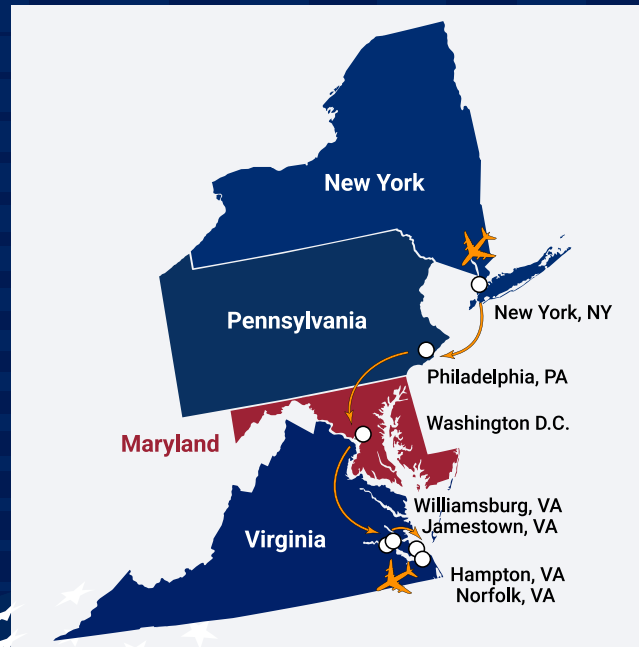 New York
New York, NY
Pennsylvania
Philadelphia, PA
Washington D.C.
Maryland
Williamsburg, VA
Jamestown, VA
Virginia
Hampton, VA
Norfolk, VA